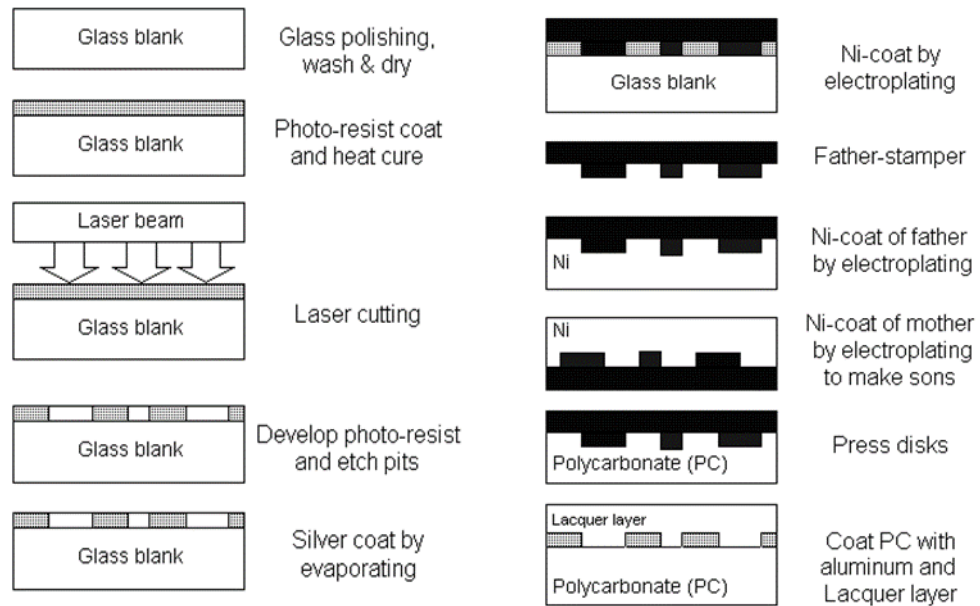 Glass blank
Glass polishing,
wash & dry
Glass blank
Photo-resist coat
and heat cure
Laser beam
Glass blank
Laser cutting
Glass blank
Develop photo-resist
and etch pits
Glass blank
Silver coat by
evaporating
Glass blank
Ni-coat by
electroplating
Father-stamper
Ni
Ni-coat of father
by electroplating
Ni
Ni-coat of mother
by electroplating
to make sons
Polycarbonate (PC)
Press disks
Lacquer layer
Polycarbonate (PC)
Coat PC with
aluminum and
Lacquer layer